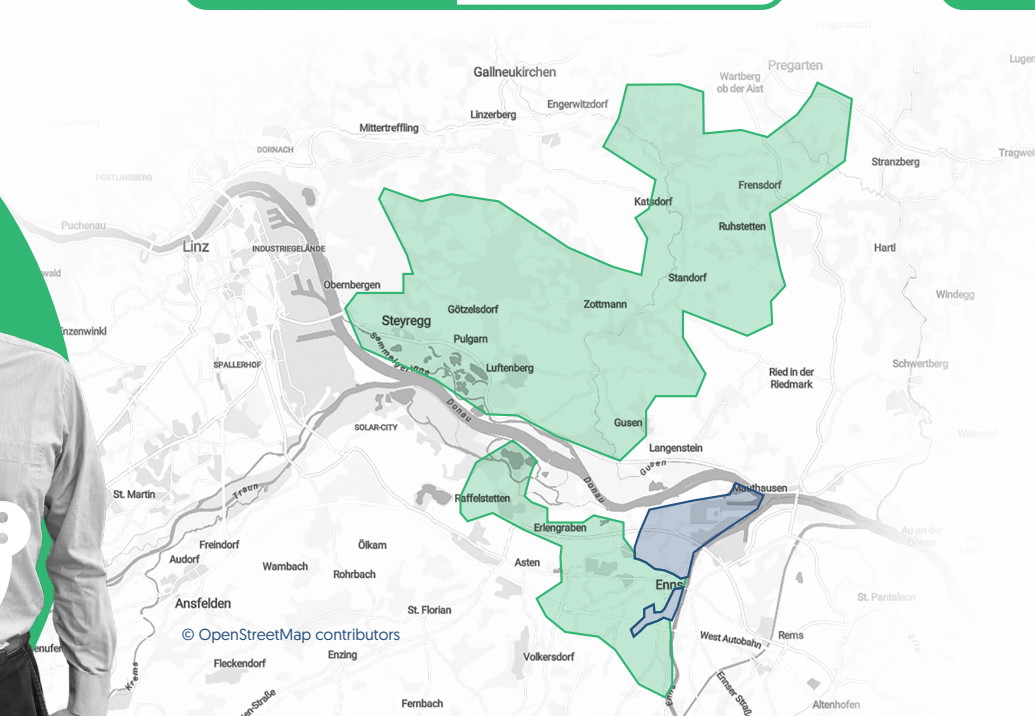 Pregarten
Gallneukirchen
Wartberg
ob der Aist
Engerwitzdorf
Linzerberg
Mittertreffling
DORNACH
Stranzberg
PÖSTLINGBERG
Frensdorf
Katsdorf
Puchenau
Ruhstetten
Linz
INDUSTRIEGELÄNDE
Hartl
Standorf
Obernbergen
Windegg
Zottmann
Götzelsdorf
Steyregg
Pulgarn
SPALLERHOF
Luftenberg
Schwertberg
Ried in der
Riedmark
Donau
Gusen
SOLAR-CITY
Langenstein
Gusen
St. Martin
Traun
Raffelstetten
Donau
Mauthausen
Erlengraben
Au an der
Donau
Freindorf
Ölkam
Audorf
Wambach
Rohrbach
Asten
Enns
Ansfelden
St. Florian
St. Pantaleon
© OpenStreetMap contributors
West Autobahn
Rems
Enzing
Volkersdorf
Fleckendorf
Krems
Fernbach
Altenhofen